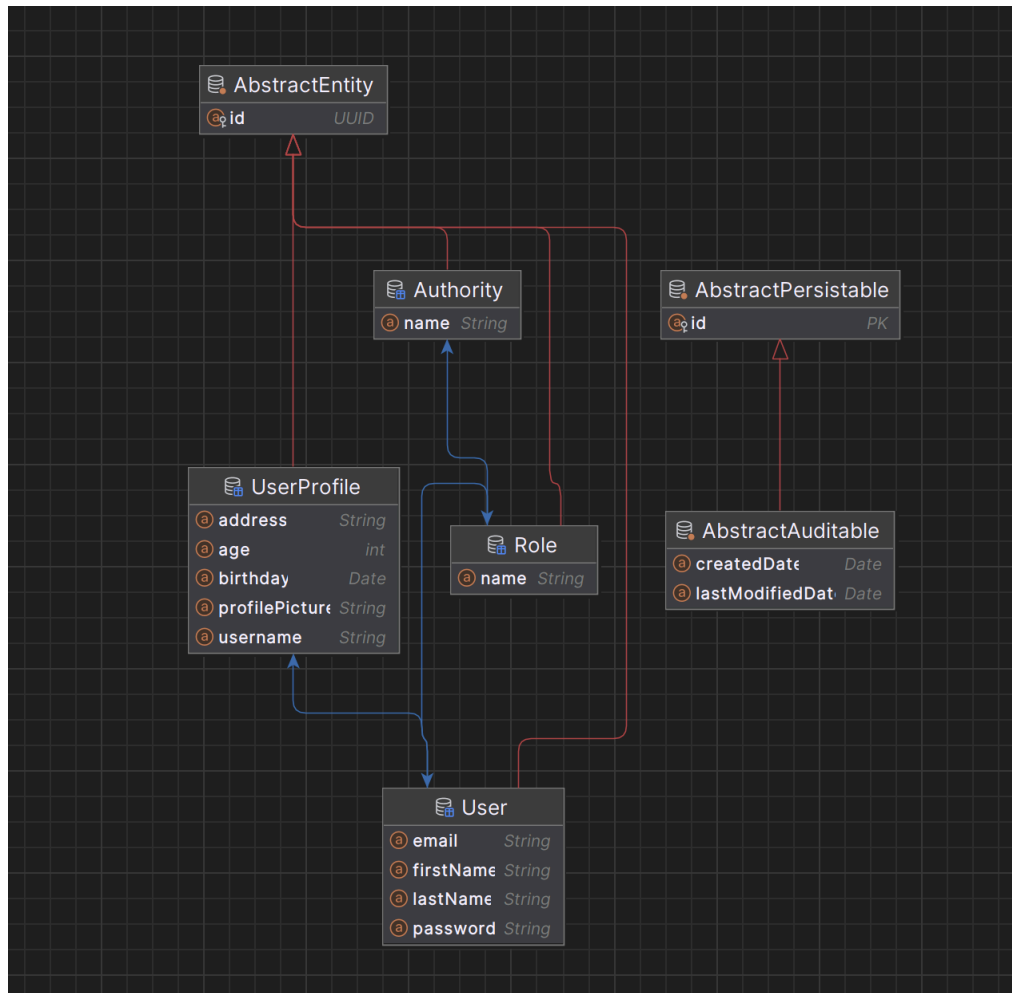 AbstractEntity
id UUID
Authority
name String
AbstractPersistable
id PK
UserProfile
address String
age int
birthday Date
profilePicture String
username String
Role
name String
AbstractAuditable
createdDate Date
lastModifiedDat Date
User
email String
firstName String
lastName String
password String